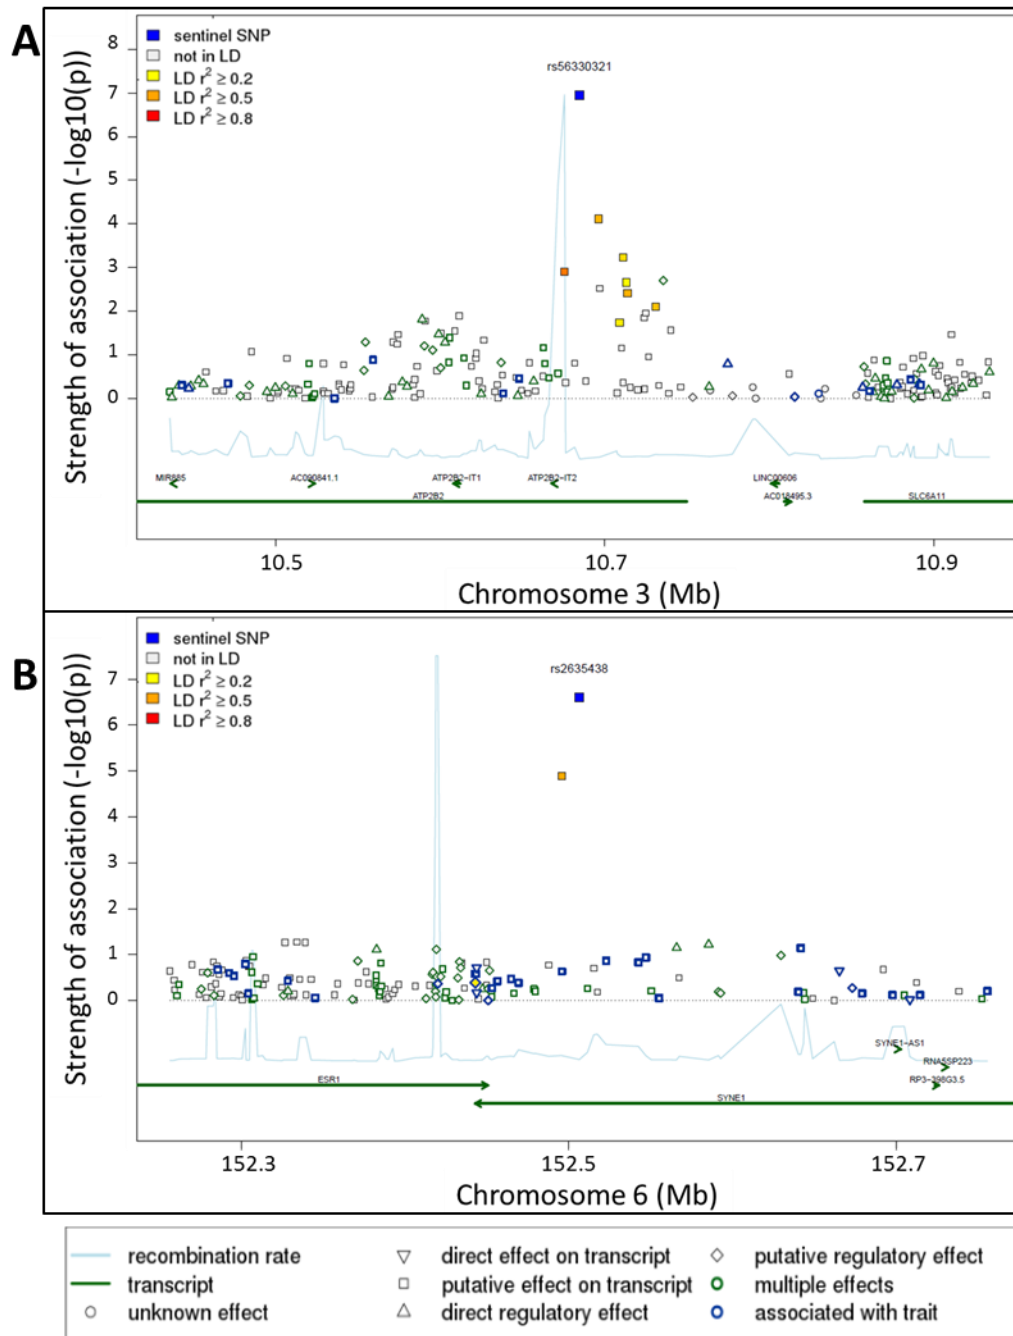 A
sentinel SNP
not in LD
LD r² ≥ 0.2
LD r² ≥ 0.5
LD r² ≥ 0.8
rs56330321
Strength of association (-log10(p))
8
7
6
5
4
3
2
1
0
MIR885
AC090841.1
ATP2B2-IT1
ATP2B2-IT2
LINC00606
ATP2B2
AC018495.3
SLC6A11
10.5
10.7
10.9
Chromosome 3 (Mb)
B
sentinel SNP
not in LD
LD r² ≥ 0.2
LD r² ≥ 0.5
LD r² ≥ 0.8
rs2635438
Strength of association (-log10(p))
7
6
5
4
3
2
1
0
SYNE1-AS1
RNA5SP223
ESR1
RP3-398G3.5
SYNE1
152.3
152.5
152.7
Chromosome 6 (Mb)
recombination rate
direct effect on transcript
putative regulatory effect
transcript
putative effect on transcript
multiple effects
unknown effect
direct regulatory effect
associated with trait